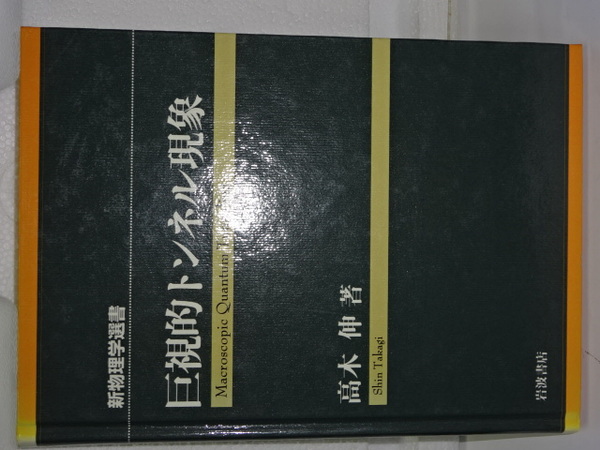 新物理学選書
巨視的トンネル現象
Macroscopic Quantum
高木 伸 著
Shin Takagi
岩波書店